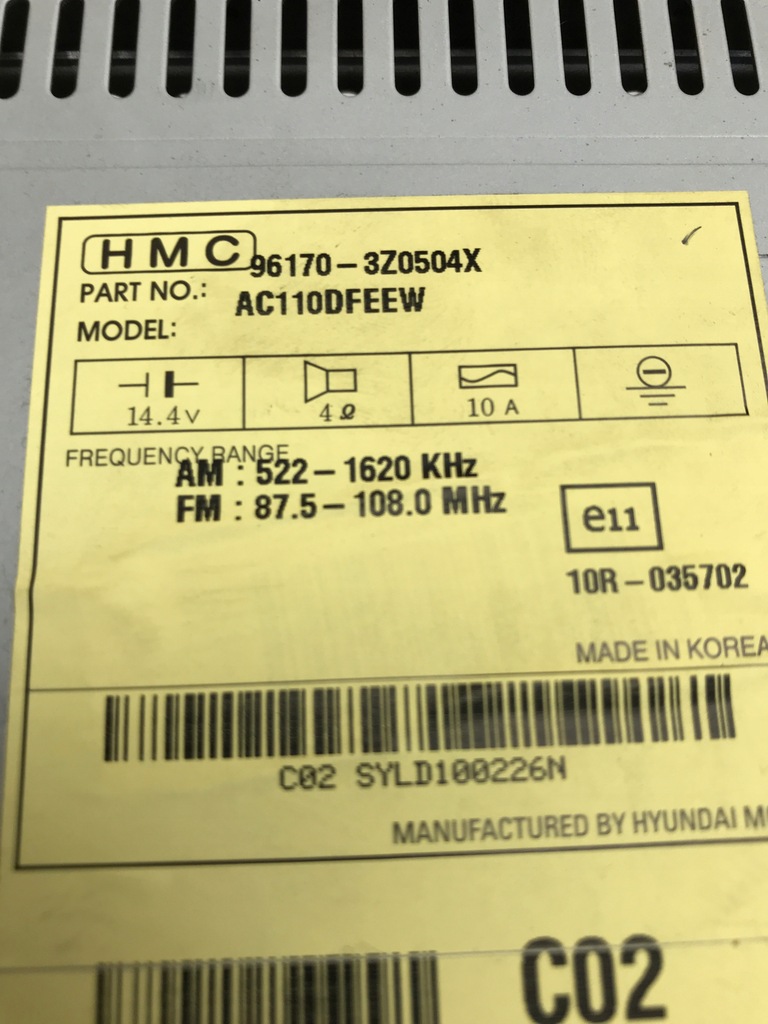 HMC
96170-3Z0504X
PART NO.:
AC110DFEEW
MODEL:
14.4V 4Ω 10 A
FREQUENCY RANGE
AM : 522-1620 KHz
FM : 87.5-108.0 MHz
e11
10R-035702
MADE IN KOREA
C02 SYLD100226N
MANUFACTURED BY HYUNDAI
C02